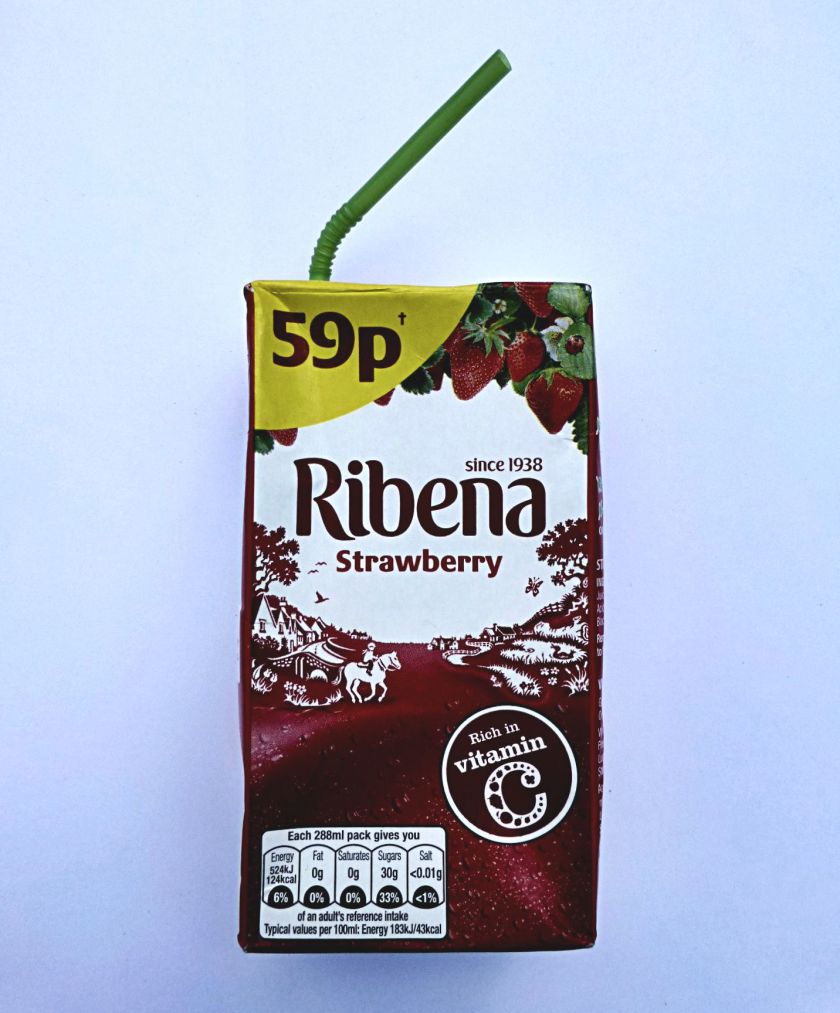 59p†
since 1938
Ribena
Strawberry
Rich in
vitamin
C
Each 288ml pack gives you
Energy Fat Saturates Sugars Salt
524kJ
124kcal 0g 0g 30g <0.01g
6% 0% 0% 33% <1%
of an adult's reference intake
Typical values per 100ml: Energy 183kJ/43kcal